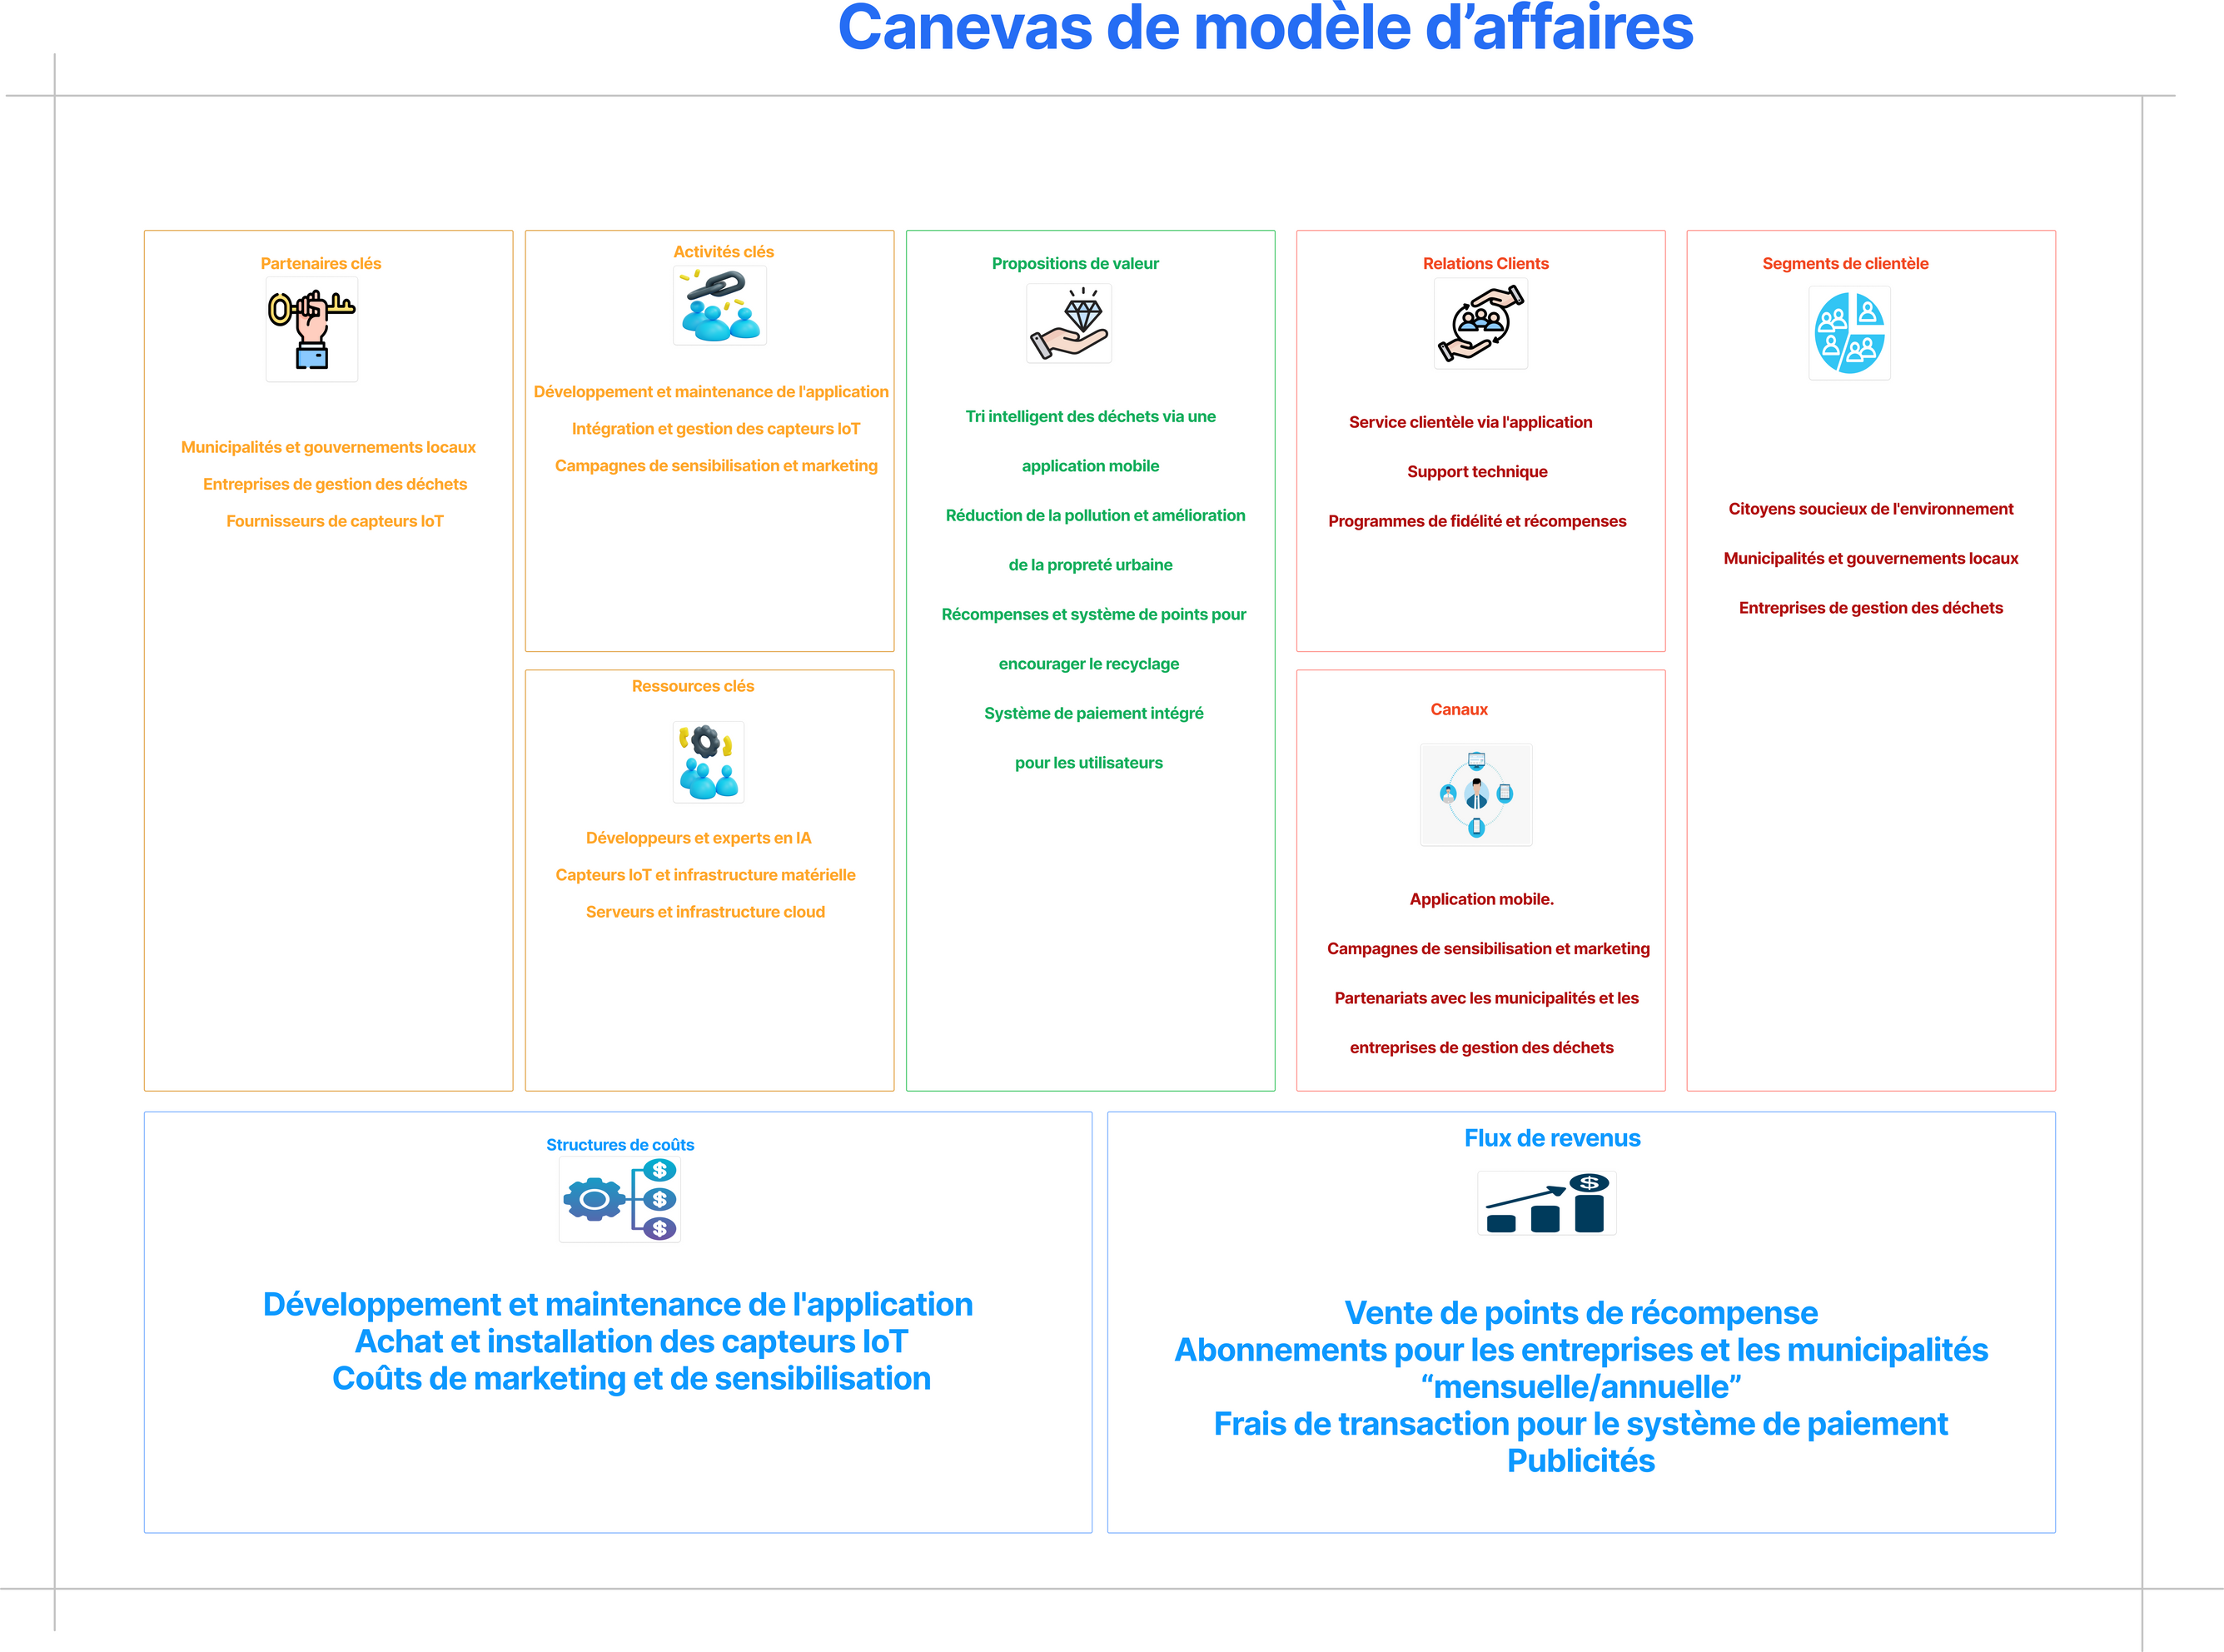 Canevas de modèle d’affaires
Partenaires clés
Municipalités et gouvernements locaux
Entreprises de gestion des déchets
Fournisseurs de capteurs IoT
Activités clés
Développement et maintenance de l'application
Intégration et gestion des capteurs IoT
Campagnes de sensibilisation et marketing
Ressources clés
Développeurs et experts en IA
Capteurs IoT et infrastructure matérielle
Serveurs et infrastructure cloud
Propositions de valeur
Tri intelligent des déchets via une
application mobile
Réduction de la pollution et amélioration
de la propreté urbaine
Récompenses et système de points pour
encourager le recyclage
Système de paiement intégré
pour les utilisateurs
Relations Clients
Service clientèle via l'application
Support technique
Programmes de fidélité et récompenses
Canaux
Application mobile.
Campagnes de sensibilisation et marketing
Partenariats avec les municipalités et les
entreprises de gestion des déchets
Segments de clientèle
Citoyens soucieux de l'environnement
Municipalités et gouvernements locaux
Entreprises de gestion des déchets
Structures de coûts
$
$
$
Développement et maintenance de l'application
Achat et installation des capteurs IoT
Coûts de marketing et de sensibilisation
Flux de revenus
$
Vente de points de récompense
Abonnements pour les entreprises et les municipalités
“mensuelle/annuelle”
Frais de transaction pour le système de paiement
Publicités